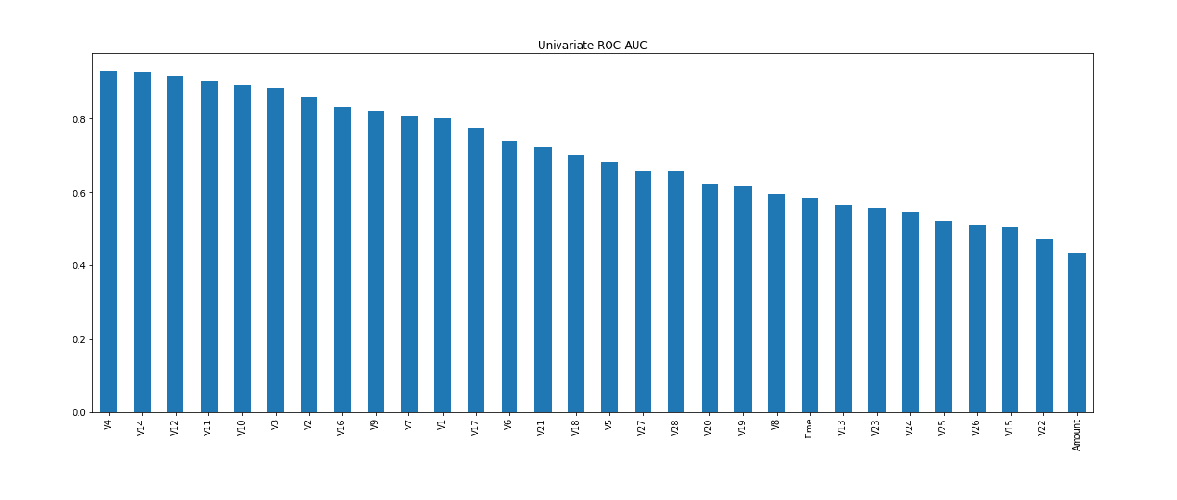 Univariate ROC-AUC
0.8
0.6
0.4
0.2
0.0
V4
V14
V12
V11
V10
V3
V2
V16
V9
V7
V1
V17
V6
V21
V18
V5
V27
V28
V20
V19
V8
Time
V13
V23
V24
V25
V26
V15
V22
Amount